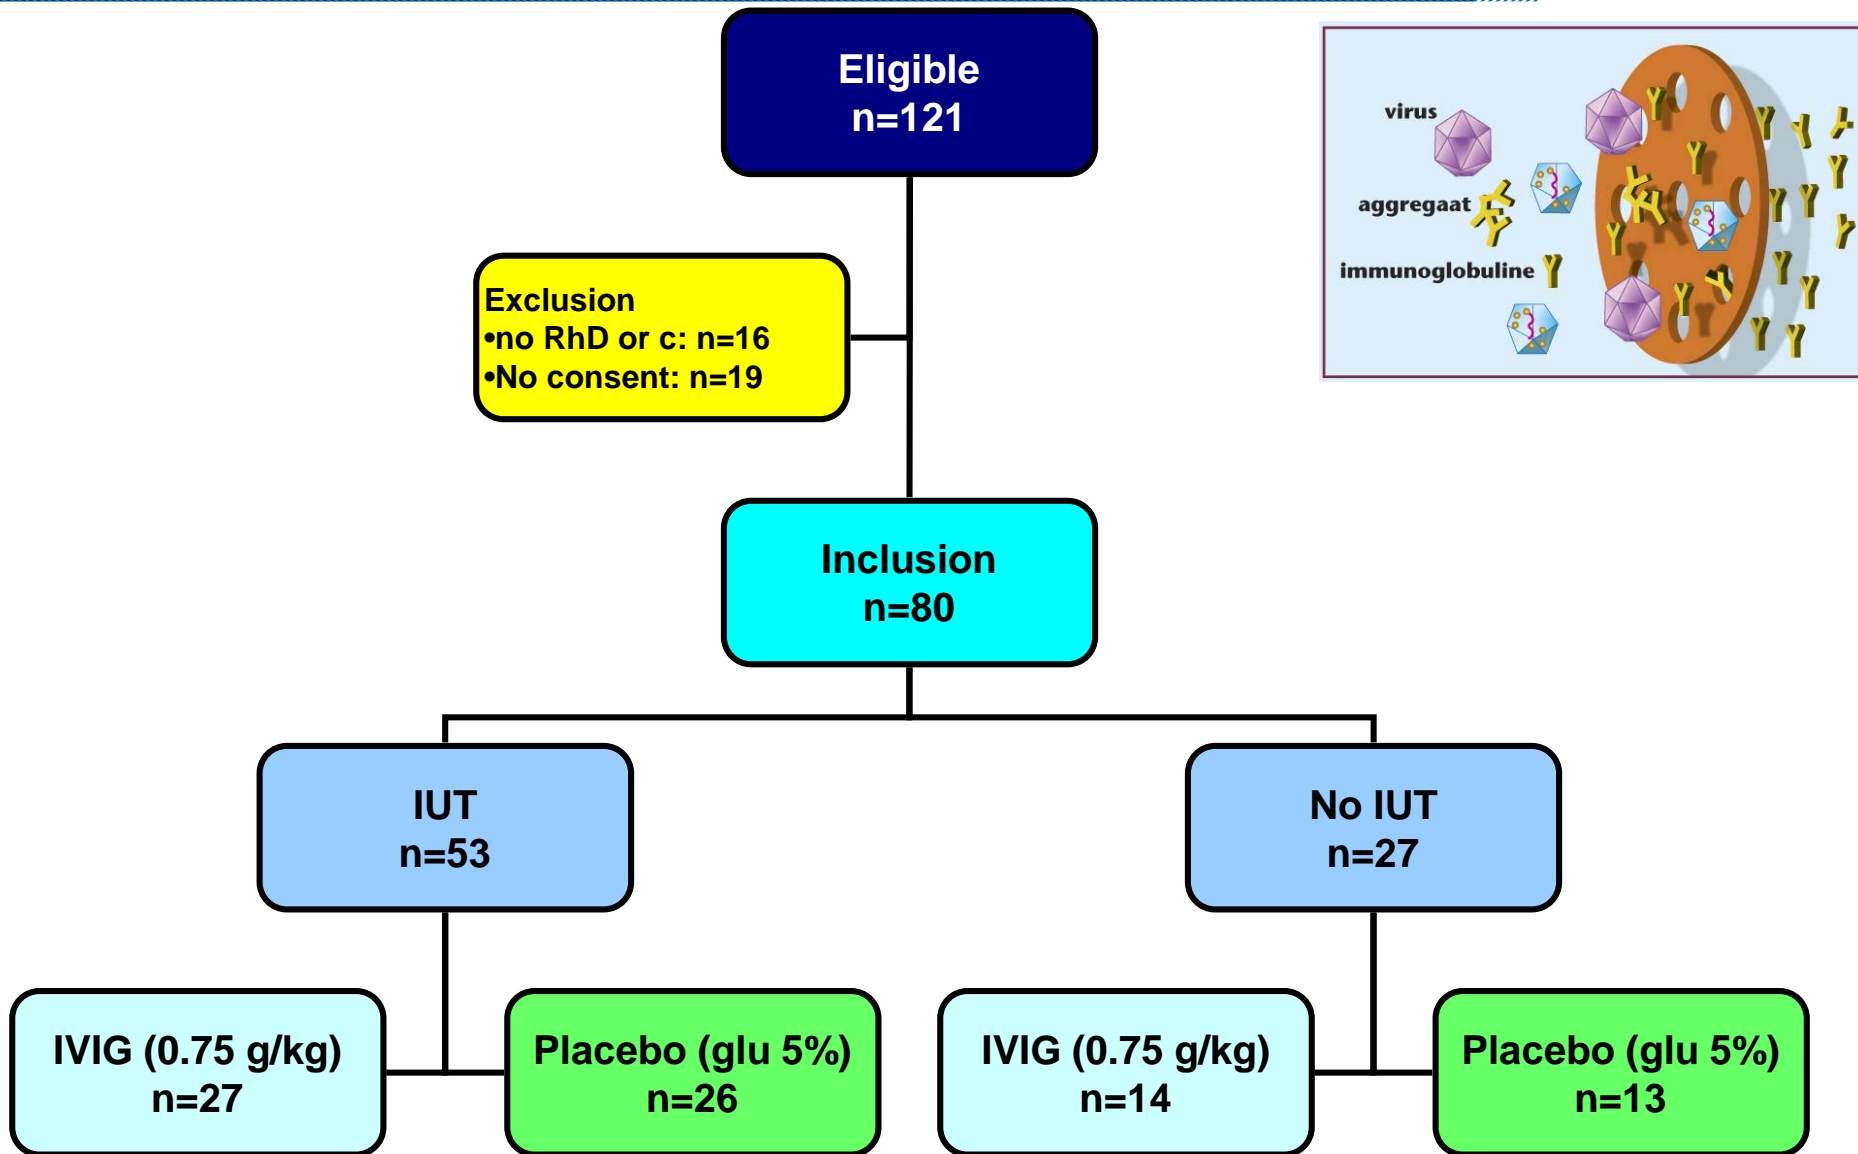 Eligible
n=121
virus
aggregaat
immunoglobuline
Exclusion
•no RhD or c: n=16
•No consent: n=19
Inclusion
n=80
IUT
n=53
No IUT
n=27
IVIG (0.75 g/kg)
n=27
Placebo (glu 5%)
n=26
IVIG (0.75 g/kg)
n=14
Placebo (glu 5%)
n=13